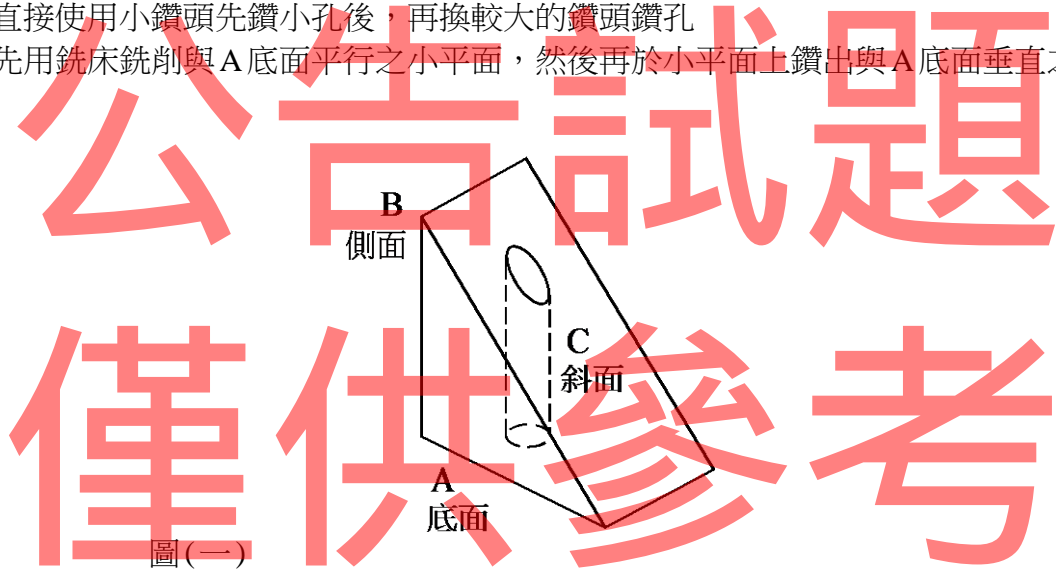 直接使用小鑽頭先鑽小孔後，再換較大的鑽頭鑽孔
先用銑床銑削與A底面平行之小平面，然後再於小平面上鑽出與A底面垂直之
公告試題
B
側面
C
斜面
僅供參考
A
底面
圖(一)